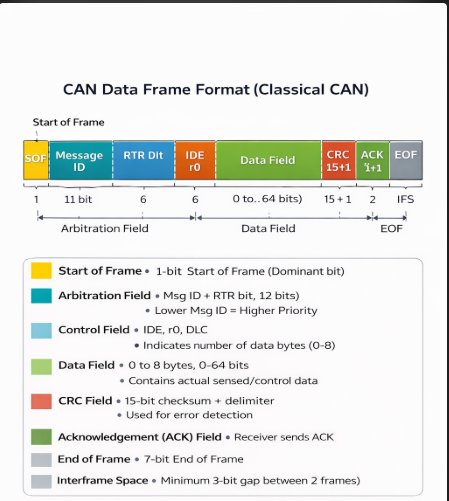 CAN Data Frame Format (Classical CAN)
Start of Frame
SOF Message ID RTR Dlt IDE r0 Data Field CRC 15+1 ACK 1+1 EOF
1 11 bit 6 6 0 to..64 bits) 15 + 1 2 IFS
Arbitration Field Data Field EOF
Start of Frame • 1-bit Start of Frame (Dominant bit)
Arbitration Field • Msg ID + RTR bit, 12 bits)
• Lower Msg ID = Higher Priority
Control Field • IDE, r0, DLC
• Indicates number of data bytes (0-8)
Data Field • 0 to 8 bytes, 0-64 bits
• Contains actual sensed/control data
CRC Field • 15-bit checksum + delimiter
• Used for error detection
Acknowledgement (ACK) Field • Receiver sends ACK
End of Frame • 7-bit End of Frame
Interframe Space • Minimum 3-bit gap between 2 frames)